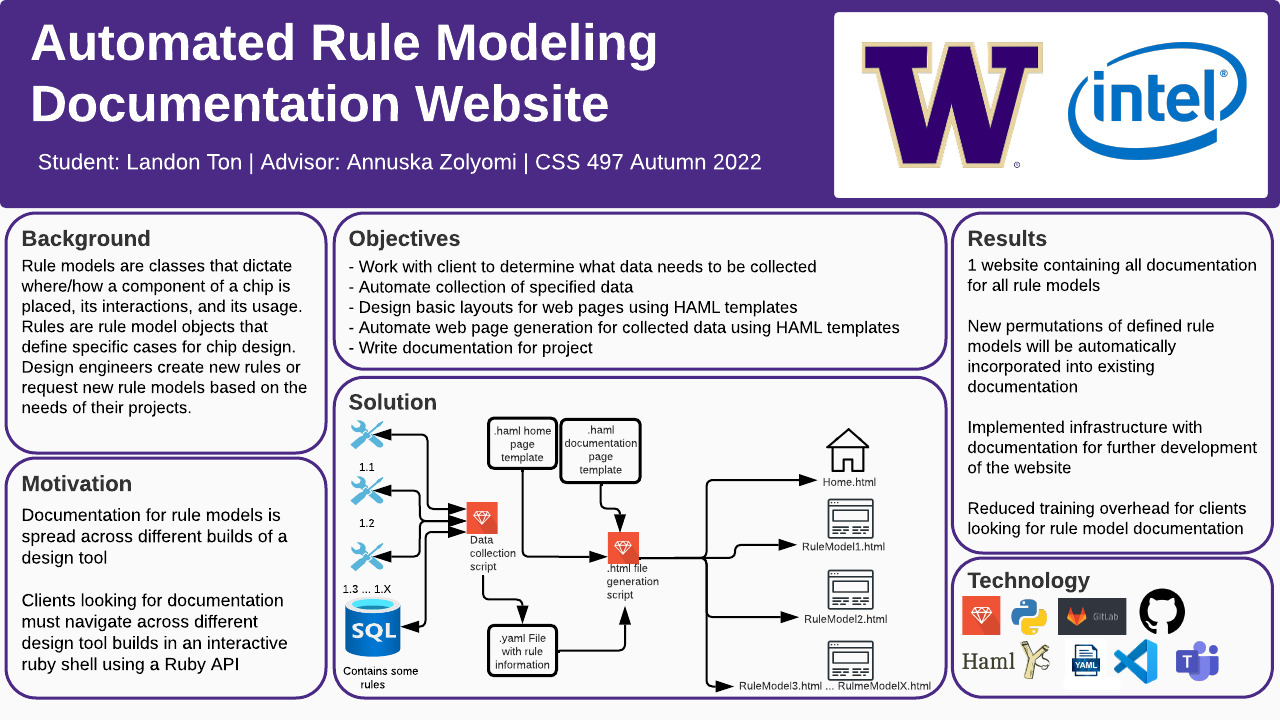 Automated Rule Modeling
Documentation Website
Student: Landon Ton | Advisor: Annuska Zolyomi | CSS 497 Autumn 2022
W
intel®
Background
Rule models are classes that dictate
where/how a component of a chip is
placed, its interactions, and its usage.
Rules are rule model objects that
define specific cases for chip design.
Design engineers create new rules or
request new rule models based on the
needs of their projects.
Motivation
Documentation for rule models is
spread across different builds of a
design tool
Clients looking for documentation
must navigate across different
design tool builds in an interactive
ruby shell using a Ruby API
Objectives
- Work with client to determine what data needs to be collected
- Automate collection of specified data
- Design basic layouts for web pages using HAML templates
- Automate web page generation for collected data using HAML templates
- Write documentation for project
Solution
1.1
1.2
1.3 ... 1.X
SQL
Contains some
rules
Data
collection
script
.haml home
page
template
.haml
documentation
page
template
.html file
generation
script
.yaml File
with rule
information
Home.html
RuleModel1.html
RuleModel2.html
RuleModel3.html ... RulmeModelX.html
Results
1 website containing all documentation
for all rule models
New permutations of defined rule
models will be automatically
incorporated into existing
documentation
Implemented infrastructure with
documentation for further development
of the website
Reduced training overhead for clients
looking for rule model documentation
Technology
GitLab
Haml
YAML
T